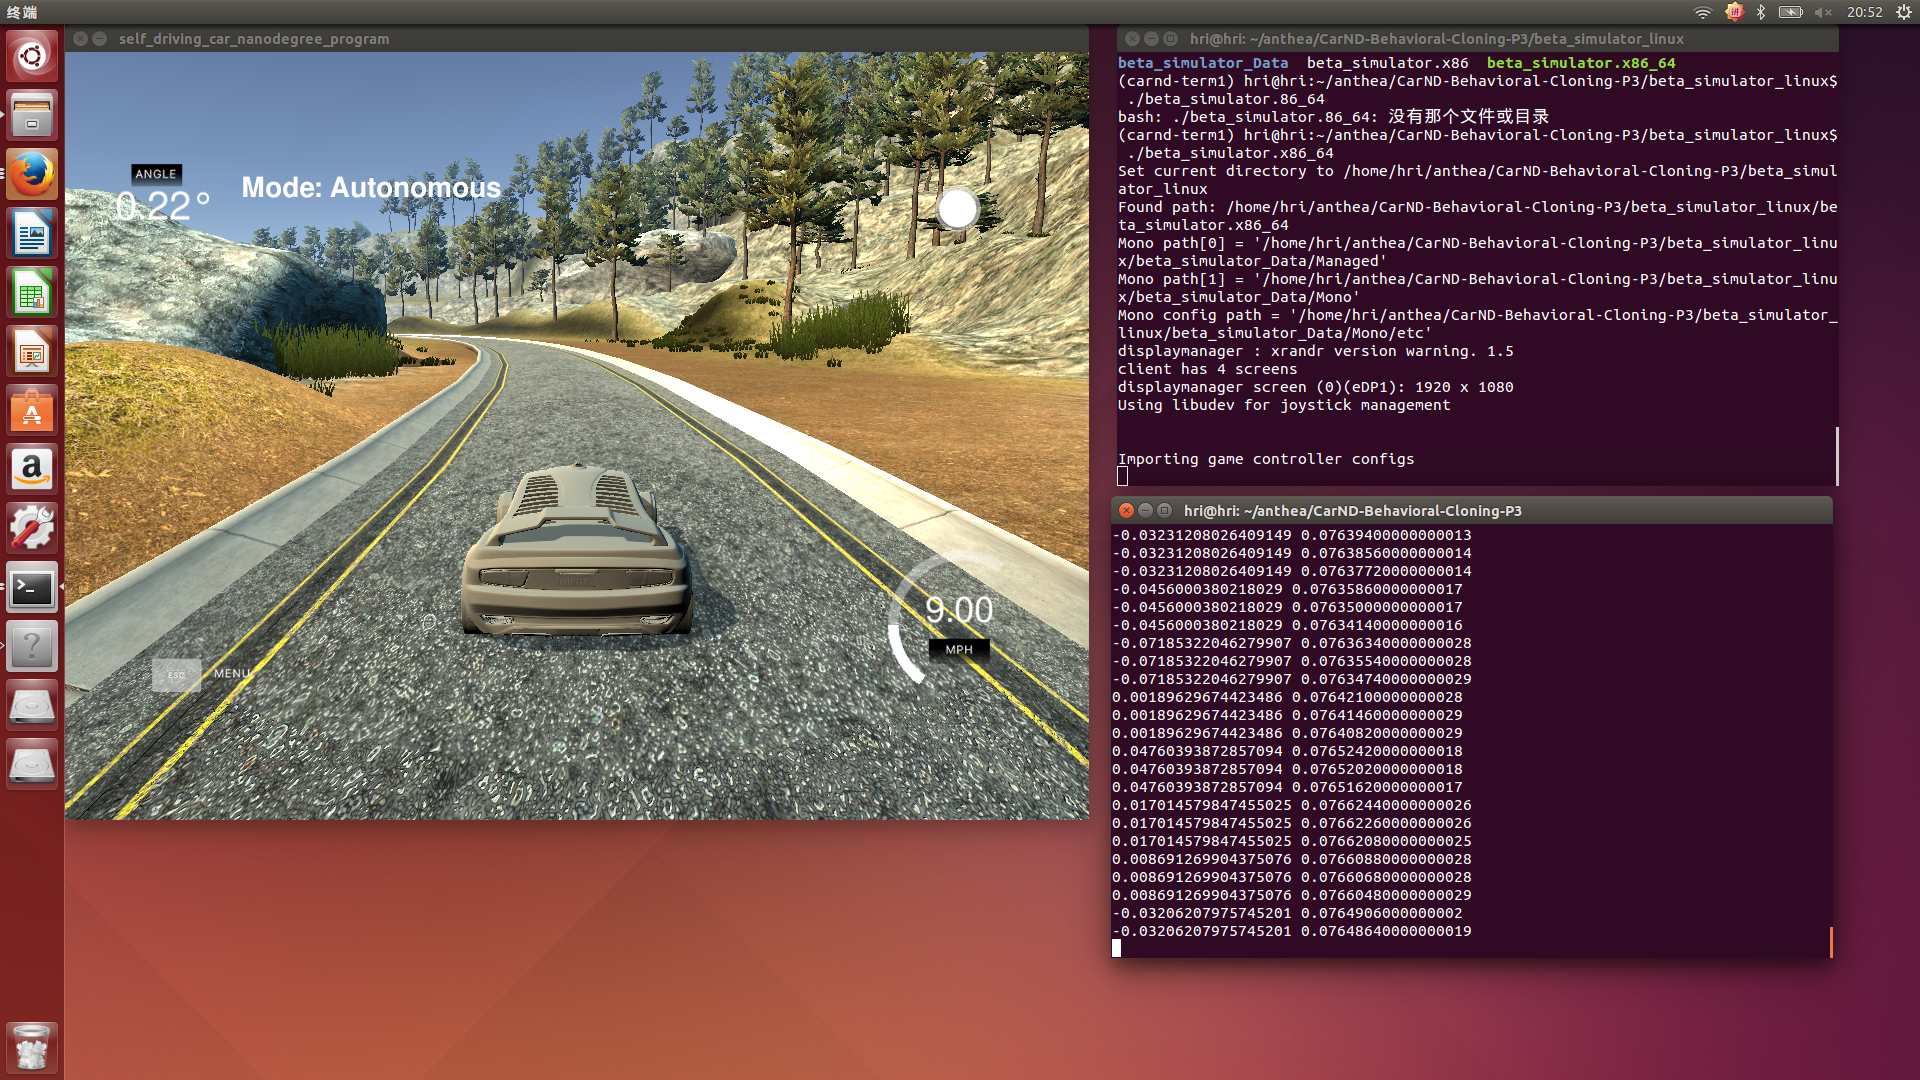 终端
20:52
self_driving_car_nanodegree_program
ANGLE
0.22°
Mode: Autonomous
9.00
MPH
ESC
MENU
hri@hri: ~/anthea/CarND-Behavioral-Cloning-P3/beta_simulator_linux
beta_simulator_Data  beta_simulator.x86  beta_simulator.x86_64
(carnd-term1) hri@hri:~/anthea/CarND-Behavioral-Cloning-P3/beta_simulator_linux$
./beta_simulator.86_64
bash: ./beta_simulator.86_64: 没有那个文件或目录
(carnd-term1) hri@hri:~/anthea/CarND-Behavioral-Cloning-P3/beta_simulator_linux$
./beta_simulator.x86_64
Set current directory to /home/hri/anthea/CarND-Behavioral-Cloning-P3/beta_simul
ator_linux
Found path: /home/hri/anthea/CarND-Behavioral-Cloning-P3/beta_simulator_linux/be
ta_simulator.x86_64
Mono path[0] = '/home/hri/anthea/CarND-Behavioral-Cloning-P3/beta_simulator_linu
x/beta_simulator_Data/Managed'
Mono path[1] = '/home/hri/anthea/CarND-Behavioral-Cloning-P3/beta_simulator_linu
x/beta_simulator_Data/Mono'
Mono config path = '/home/hri/anthea/CarND-Behavioral-Cloning-P3/beta_simulator_
linux/beta_simulator_Data/Mono/etc'
displaymanager : xrandr version warning. 1.5
client has 4 screens
displaymanager screen (0)(eDP1): 1920 x 1080
Using libudev for joystick management
Importing game controller configs
hri@hri: ~/anthea/CarND-Behavioral-Cloning-P3
-0.03231208026409149 0.07639400000000013
-0.03231208026409149 0.07638560000000014
-0.03231208026409149 0.07637720000000014
-0.0456000380218029 0.07635860000000017
-0.0456000380218029 0.07635000000000017
-0.0456000380218029 0.07634140000000016
-0.07185322046279907 0.07636340000000028
-0.07185322046279907 0.07635540000000028
-0.07185322046279907 0.07634740000000029
0.00189629674423486 0.07642100000000028
0.00189629674423486 0.07641460000000029
0.00189629674423486 0.07640820000000029
0.04760393872857094 0.07652420000000018
0.04760393872857094 0.07652020000000018
0.04760393872857094 0.07651620000000017
0.017014579847455025 0.07662440000000026
0.017014579847455025 0.07662260000000026
0.017014579847455025 0.07662080000000025
0.008691269904375076 0.07660880000000028
0.008691269904375076 0.07660680000000028
0.008691269904375076 0.07660480000000029
-0.03206207975745201 0.0764906000000002
-0.03206207975745201 0.07648640000000019